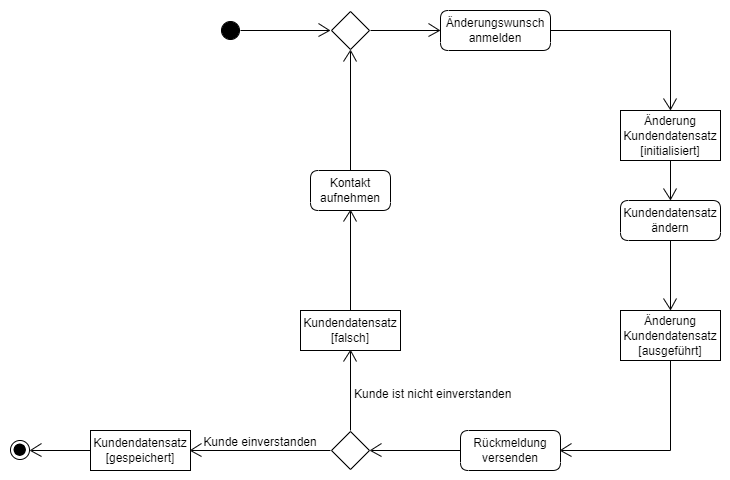 Änderungswunsch
anmelden
Änderung
Kundendatensatz
[initialisiert]
Kontakt
aufnehmen
Kundendatensatz
ändern
Kundendatensatz
[falsch]
Änderung
Kundendatensatz
[ausgeführt]
Kunde ist nicht einverstanden
Kundendatensatz
[gespeichert]
Kunde einverstanden
Rückmeldung
versenden